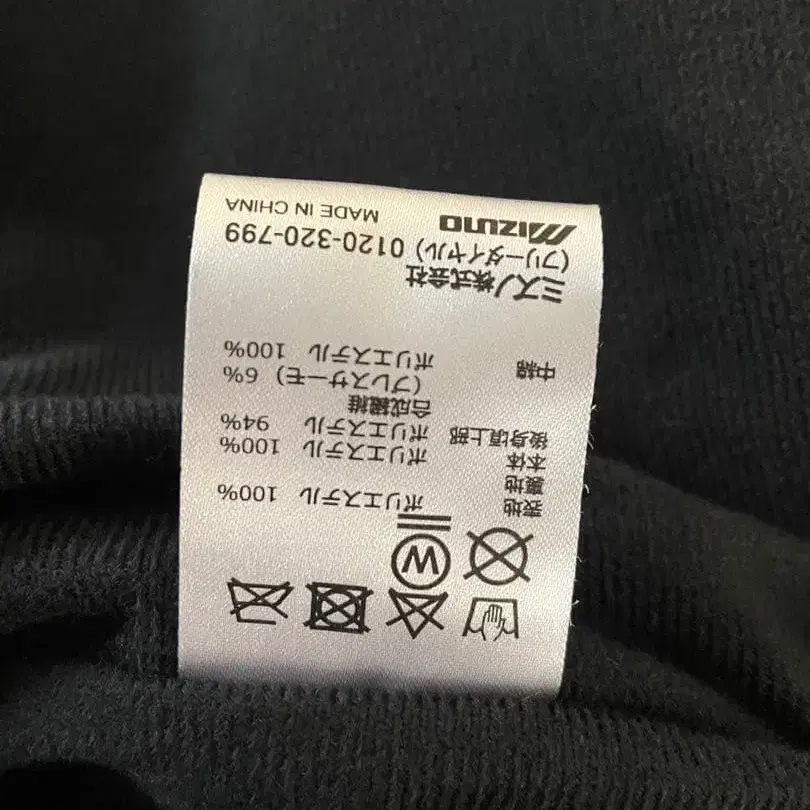 W
表地 ポリエステル 100%
裏地
本体 ポリエステル 100%
後身頃上部 ポリエステル 94%
合成繊維
(ブレスサーモ) 6%
中綿 ポリエステル 100%
ミズノ株式会社
(フリーダイヤル) 0120-320-799
MIZUNO MADE IN CHINA